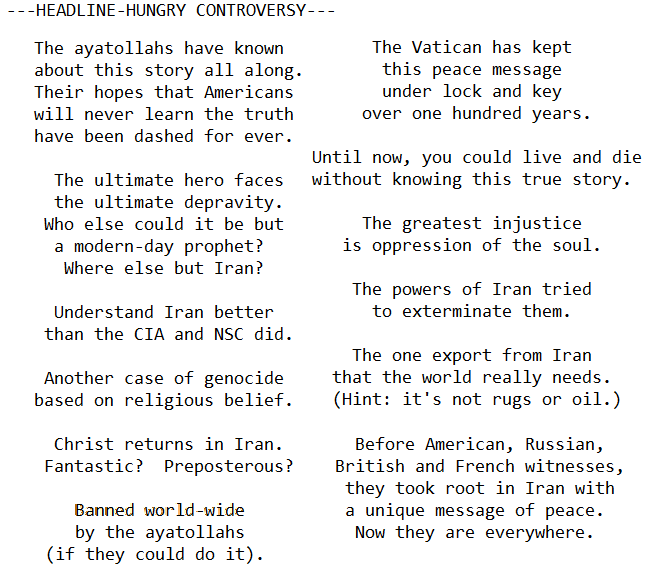 ---HEADLINE-HUNGRY CONTROVERSY---
The ayatollahs have known
about this story all along.
Their hopes that Americans
will never learn the truth
have been dashed for ever.
The ultimate hero faces
the ultimate depravity.
Who else could it be but
a modern-day prophet?
Where else but Iran?
Understand Iran better
than the CIA and NSC did.
Another case of genocide
based on religious belief.
Christ returns in Iran.
Fantastic?  Preposterous?
Banned world-wide
by the ayatollahs
(if they could do it).
The Vatican has kept
this peace message
under lock and key
over one hundred years.
Until now, you could live and die
without knowing this true story.
The greatest injustice
is oppression of the soul.
The powers of Iran tried
to exterminate them.
The one export from Iran
that the world really needs.
(Hint: it's not rugs or oil.)
Before American, Russian,
British and French witnesses,
they took root in Iran with
a unique message of peace.
Now they are everywhere.